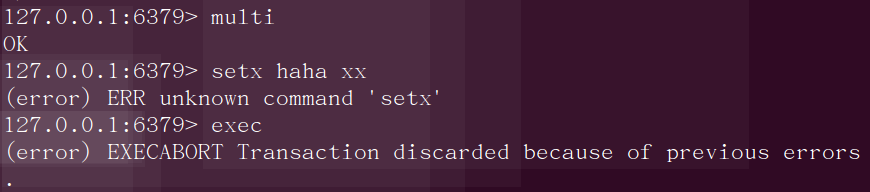 127.0.0.1:6379> multi
OK
127.0.0.1:6379> setx haha xx
(error) ERR unknown command 'setx'
127.0.0.1:6379> exec
(error) EXECABORT Transaction discarded because of previous errors
.